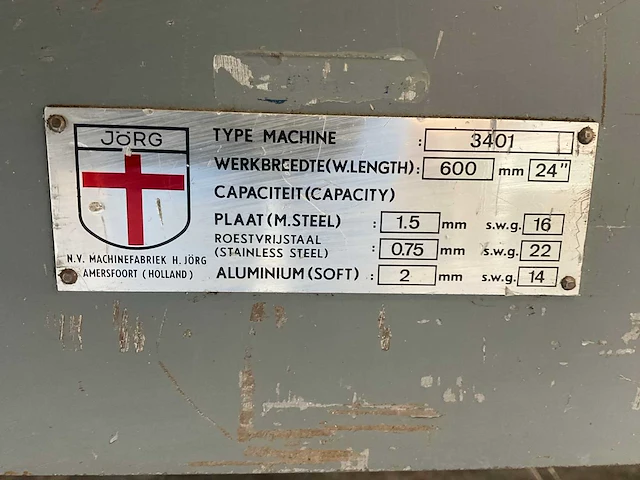 JÖRG
N.V. MACHINEFABRIEK H. JÖRG
AMERSFOORT (HOLLAND)
TYPE MACHINE : 3401
WERKBREEDTE(W.LENGTH): 600 mm 24"
CAPACITEIT(CAPACITY)
PLAAT(M.STEEL) : 1.5 mm s.w.g. 16
ROESTVRIJSTAAL
(STAINLESS STEEL) : 0.75 mm s.w.g. 22
ALUMINIUM(SOFT) : 2 mm s.w.g. 14